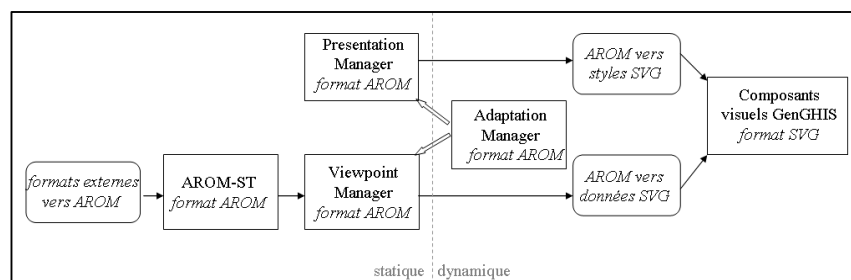 Presentation
Manager
format AROM
AROM vers
styles SVG
Adaptation
Manager
format AROM
Composants
visuels GenGHIS
format SVG
formats externes
vers AROM
AROM-ST
format AROM
Viewpoint
Manager
format AROM
AROM vers
données SVG
statique
dynamique